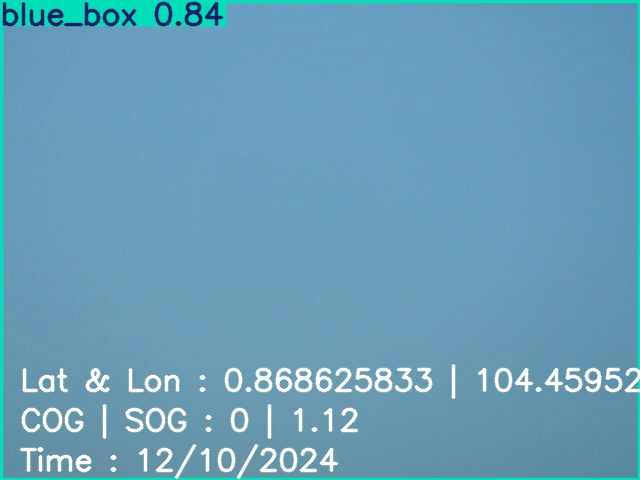 blue_box 0.84
Lat & Lon : 0.868625833 | 104.45952
COG | SOG : 0 | 1.12
Time : 12/10/2024